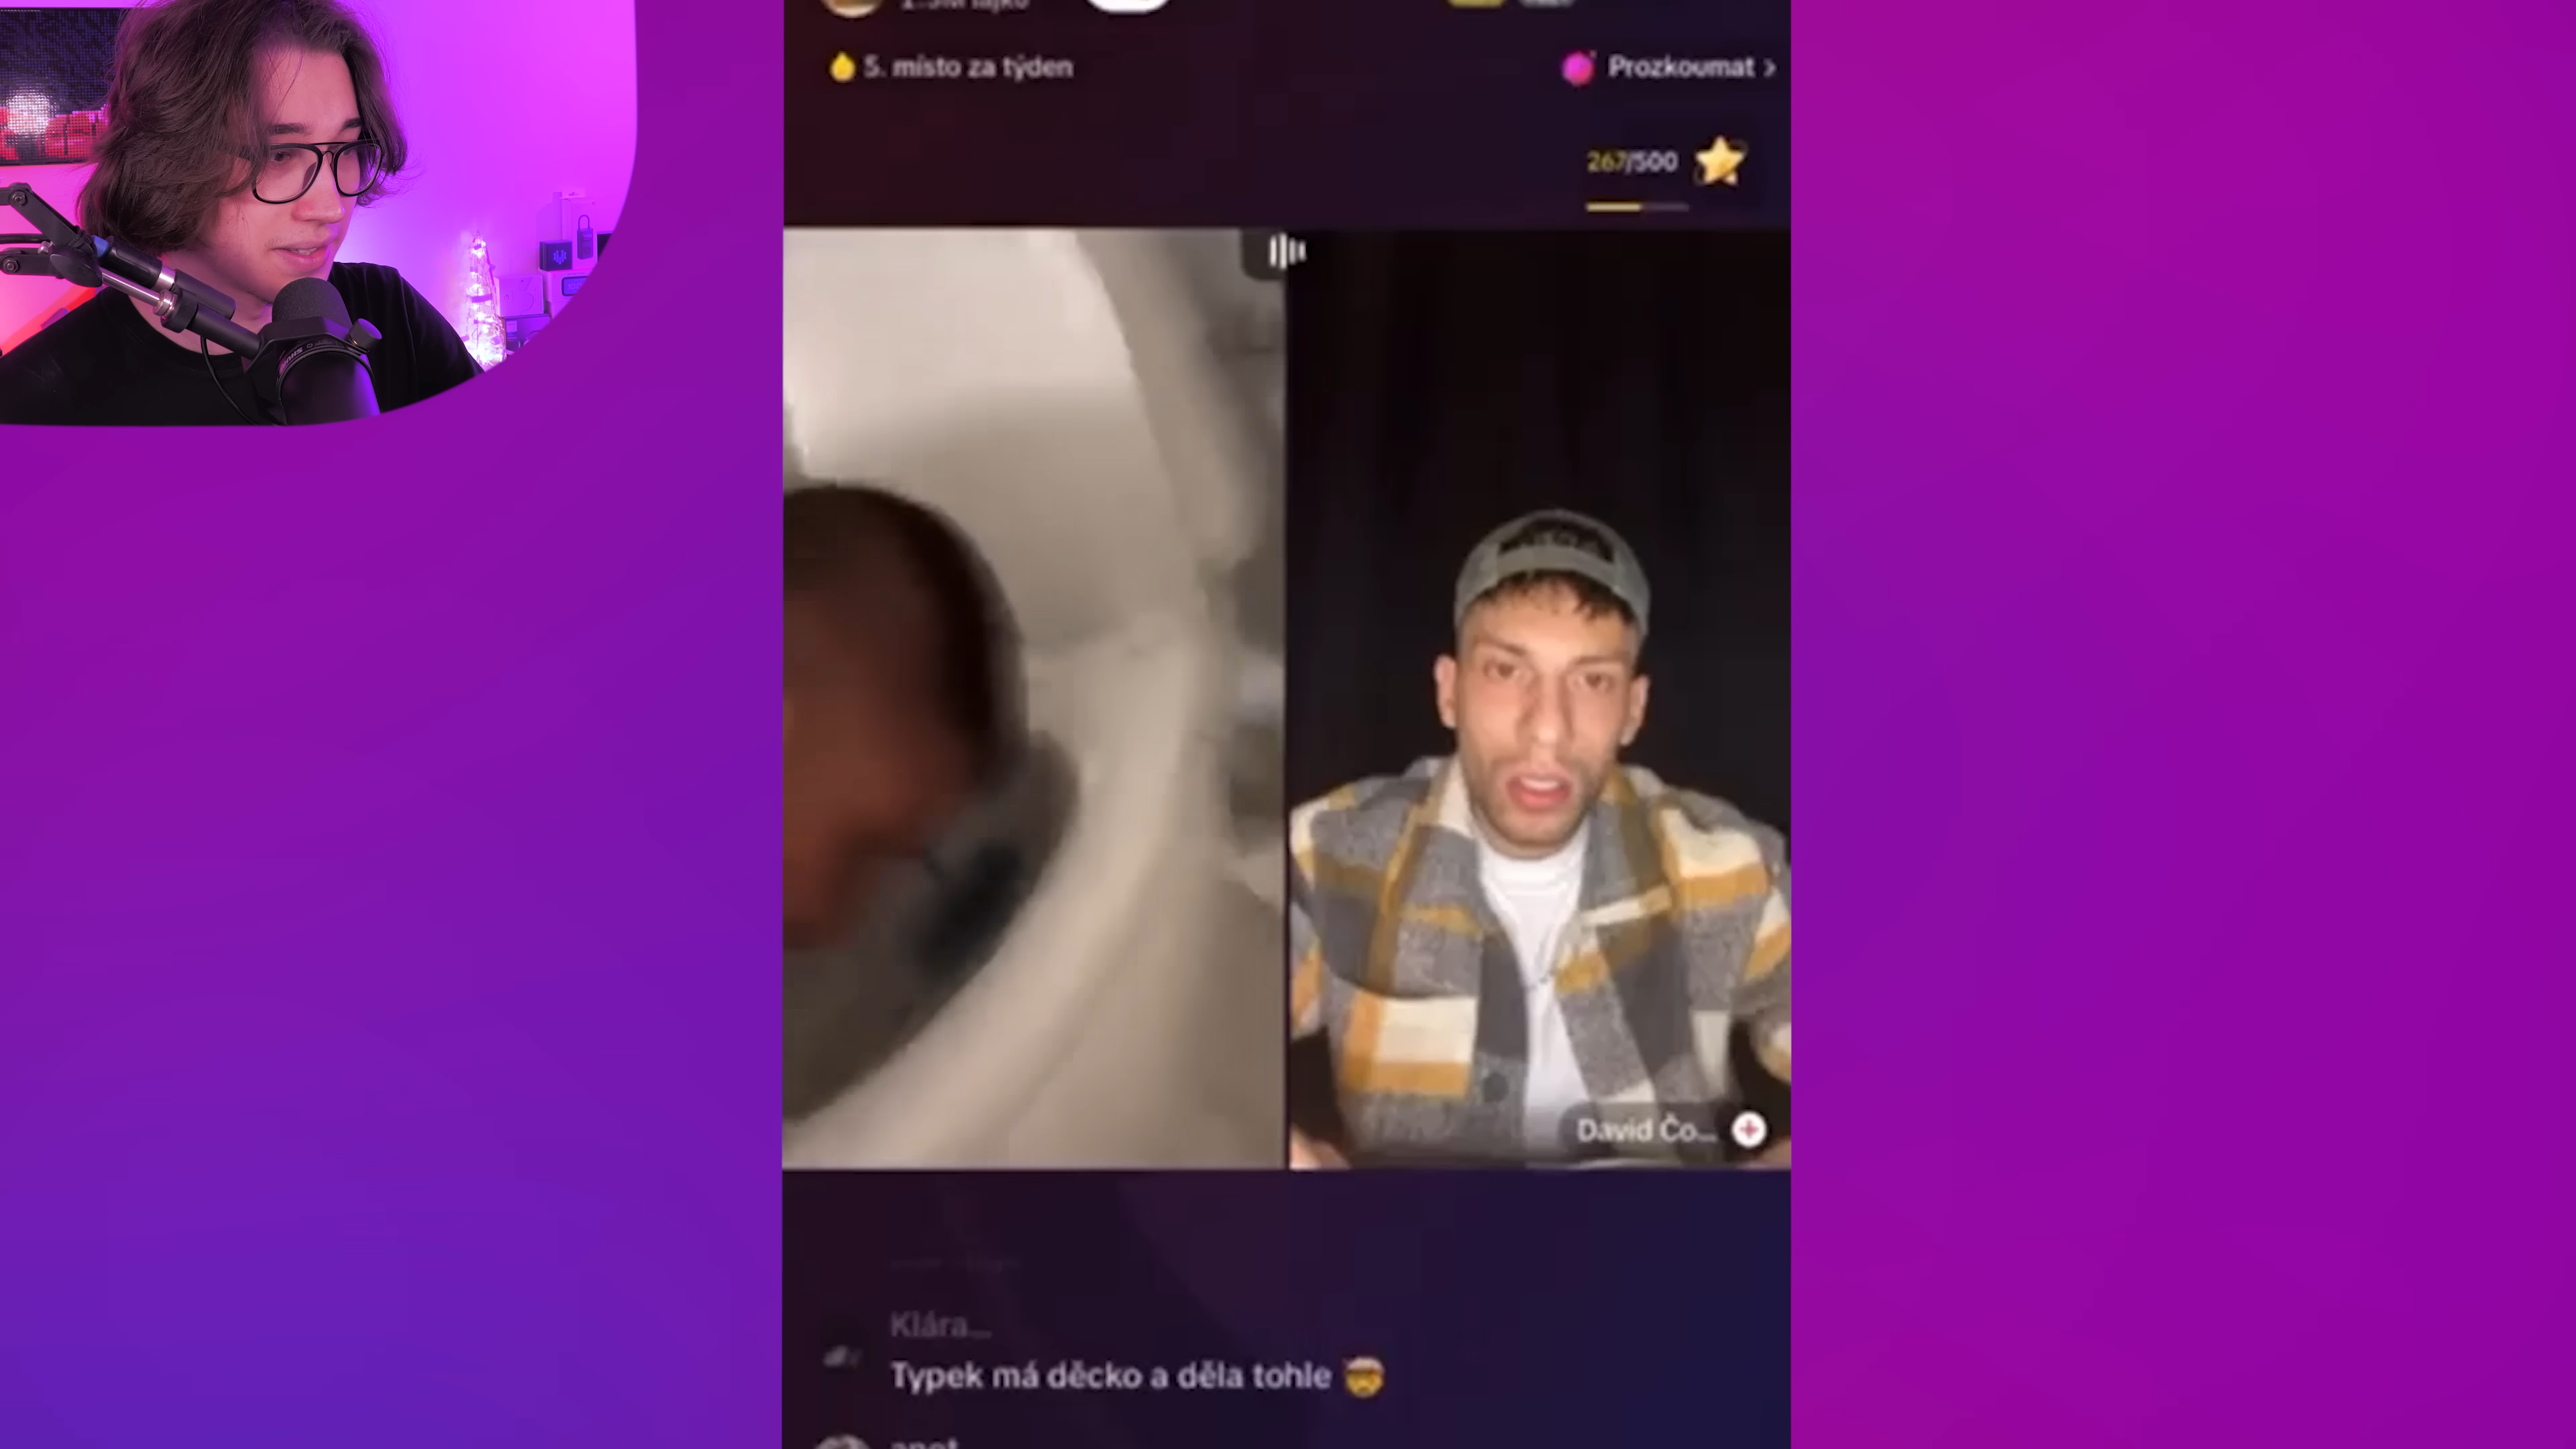 5. místo za týden
Prozkoumat >
267/500
David Čo...
Klára...
Typek má děcko a děla tohle 🤯